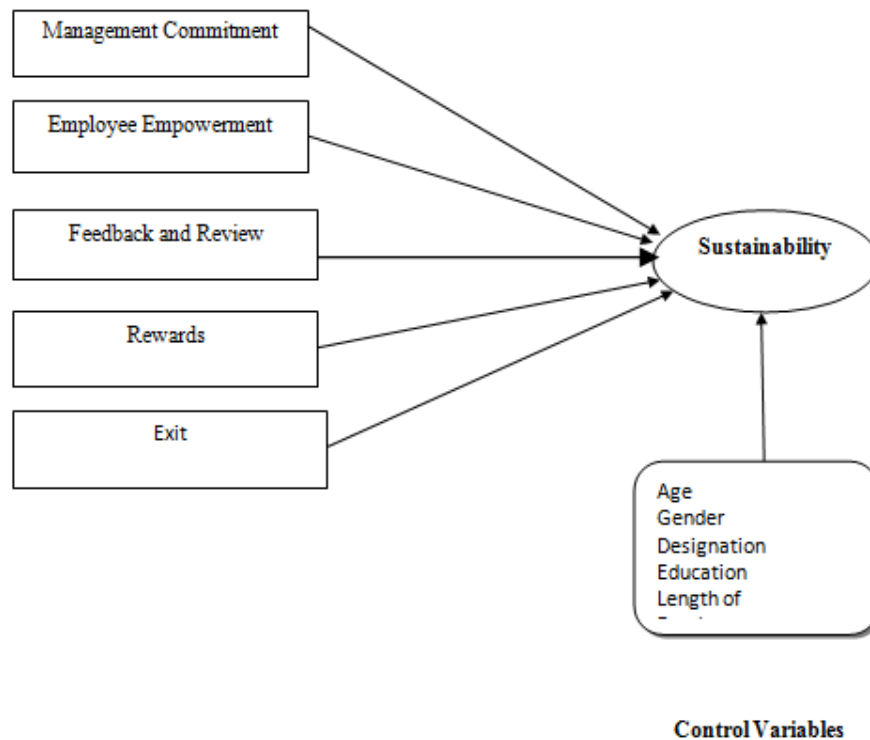 Management Commitment
Employee Empowerment
Feedback and Review
Sustainability
Rewards
Exit
Age
Gender
Designation
Education
Length of
Control Variables